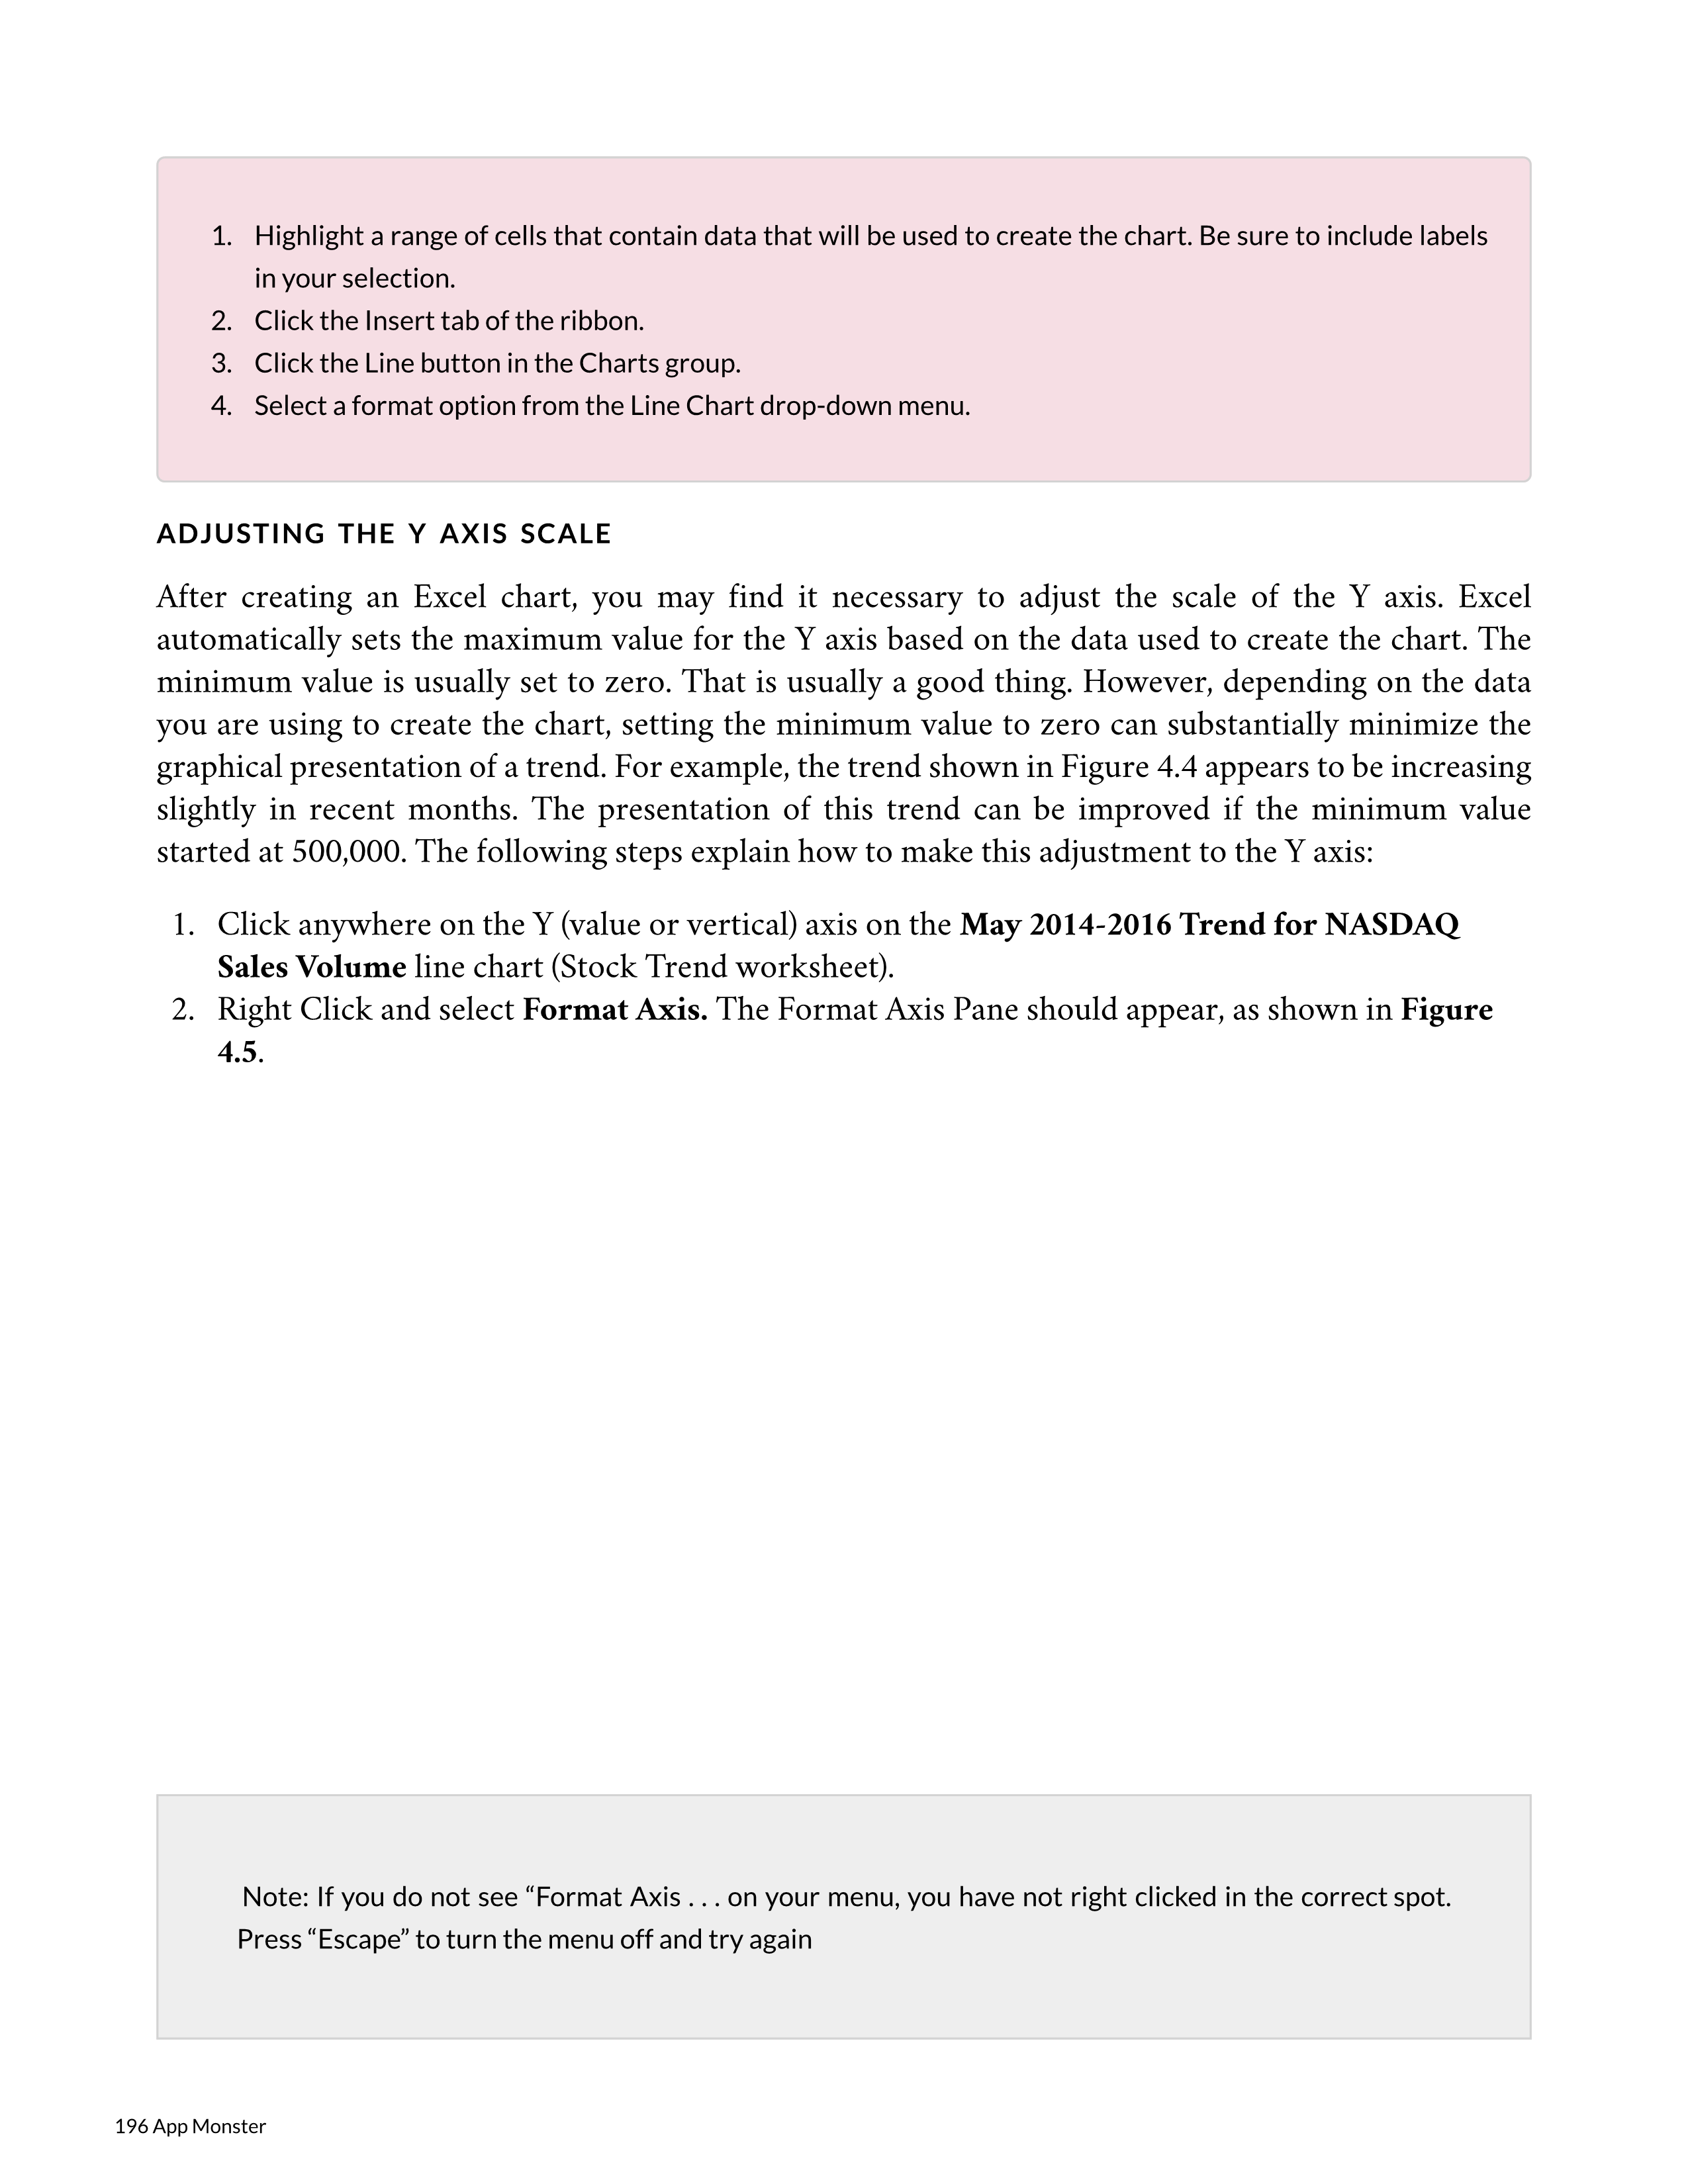 1. Highlight a range of cells that contain data that will be used to create the chart. Be sure to include labels
in your selection.
2. Click the Insert tab of the ribbon.
3. Click the Line button in the Charts group.
4. Select a format option from the Line Chart drop-down menu.
ADJUSTING THE Y AXIS SCALE
After creating an Excel chart, you may find it necessary to adjust the scale of the Y axis. Excel
automatically sets the maximum value for the Y axis based on the data used to create the chart. The
minimum value is usually set to zero. That is usually a good thing. However, depending on the data
you are using to create the chart, setting the minimum value to zero can substantially minimize the
graphical presentation of a trend. For example, the trend shown in Figure 4.4 appears to be increasing
slightly in recent months. The presentation of this trend can be improved if the minimum value
started at 500,000. The following steps explain how to make this adjustment to the Y axis:
1. Click anywhere on the Y (value or vertical) axis on the May 2014-2016 Trend for NASDAQ
Sales Volume line chart (Stock Trend worksheet).
2. Right Click and select Format Axis. The Format Axis Pane should appear, as shown in Figure
4.5.
Note: If you do not see “Format Axis . . . on your menu, you have not right clicked in the correct spot.
Press “Escape” to turn the menu off and try again
196 App Monster